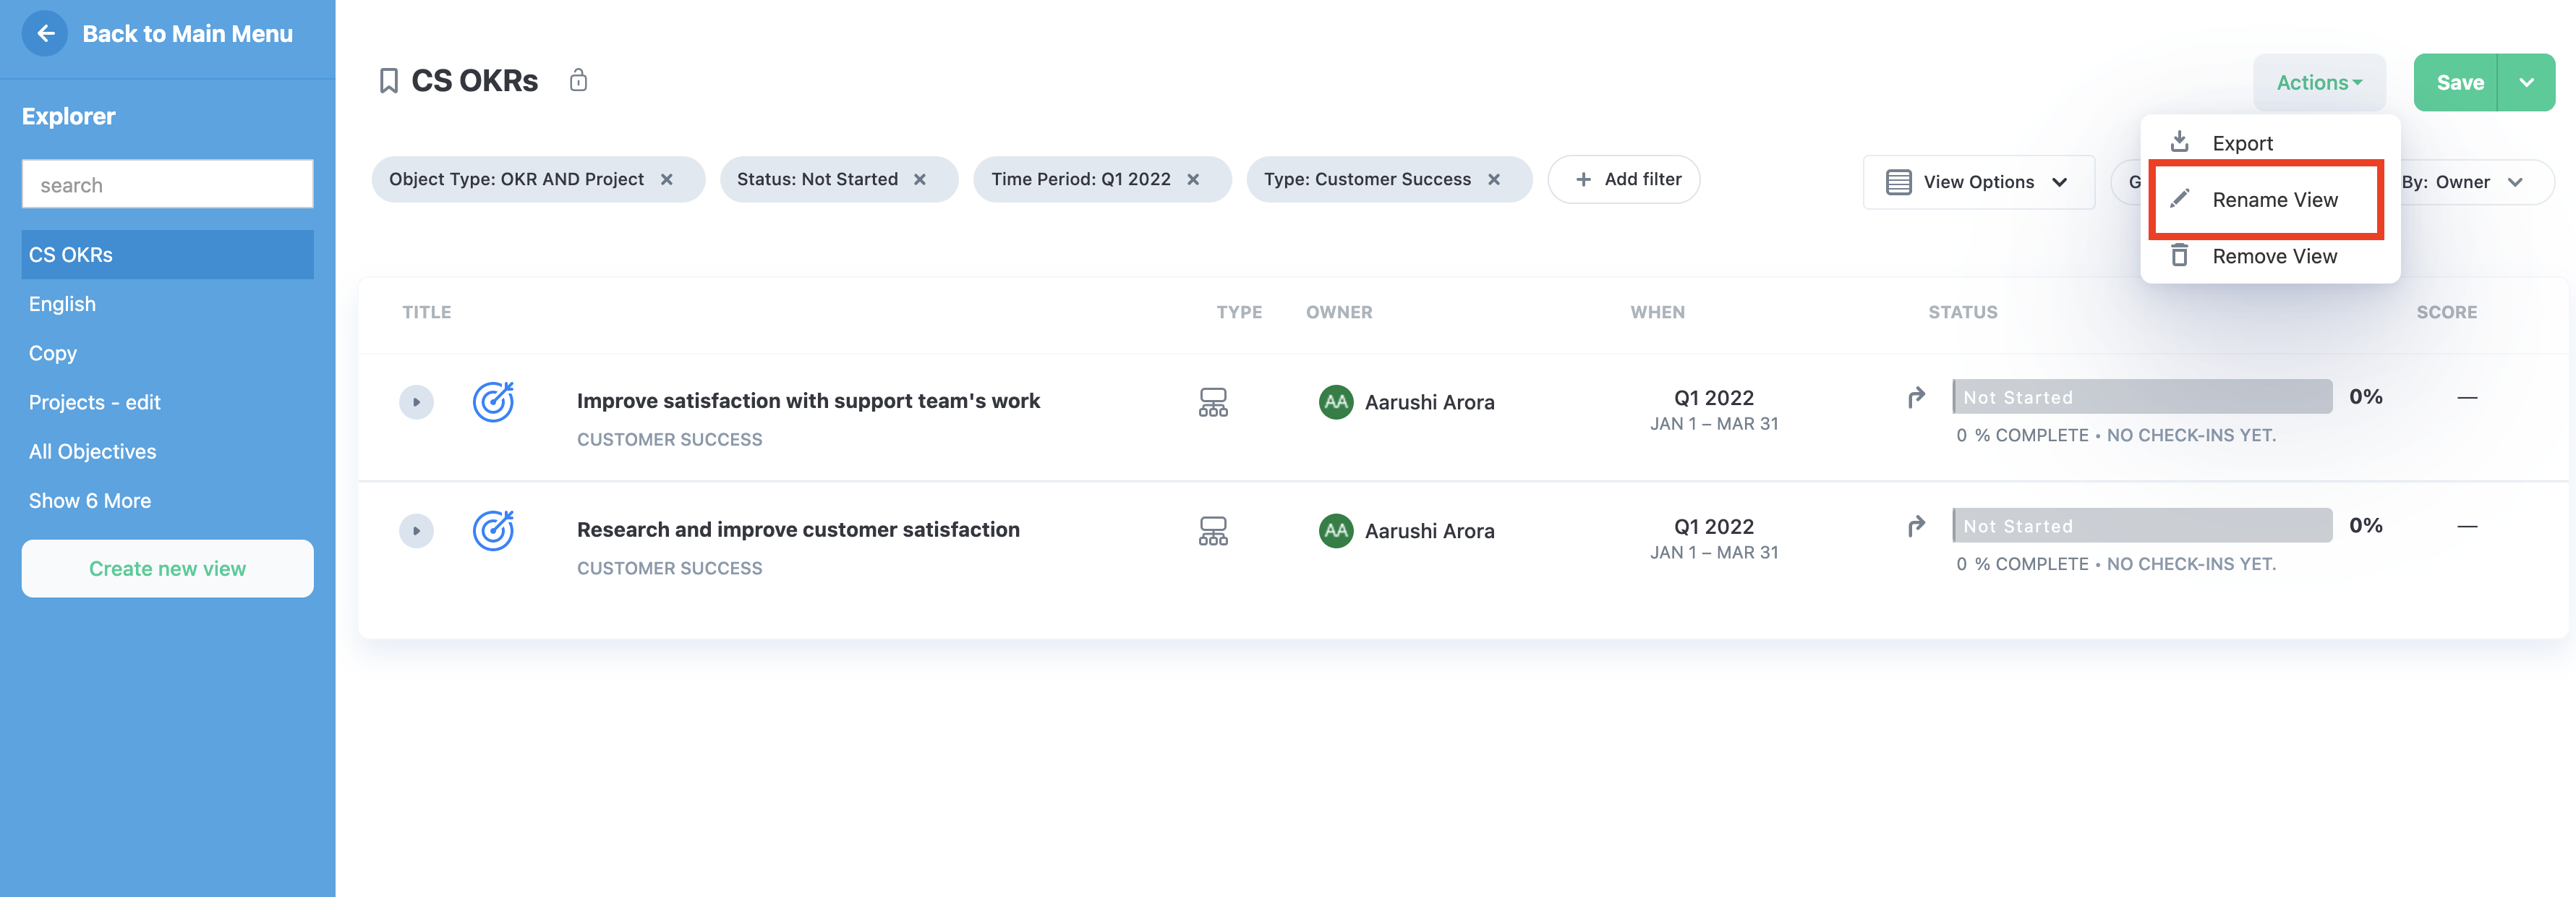 Back to Main Menu
Explorer
search
CS OKRs
English
Copy
Projects - edit
All Objectives
Show 6 More
Create new view
CS OKRs
Actions
Save
Export
Rename View
Remove View
Object Type: OKR AND Project
Status: Not Started
Time Period: Q1 2022
Type: Customer Success
+ Add filter
View Options
G
By: Owner
TITLE TYPE OWNER WHEN STATUS SCORE
Improve satisfaction with support team's work
CUSTOMER SUCCESS
AA Aarushi Arora
Q1 2022
JAN 1 – MAR 31
Not Started 0% —
0 % COMPLETE • NO CHECK-INS YET.
Research and improve customer satisfaction
CUSTOMER SUCCESS
AA Aarushi Arora
Q1 2022
JAN 1 – MAR 31
Not Started 0% —
0 % COMPLETE • NO CHECK-INS YET.